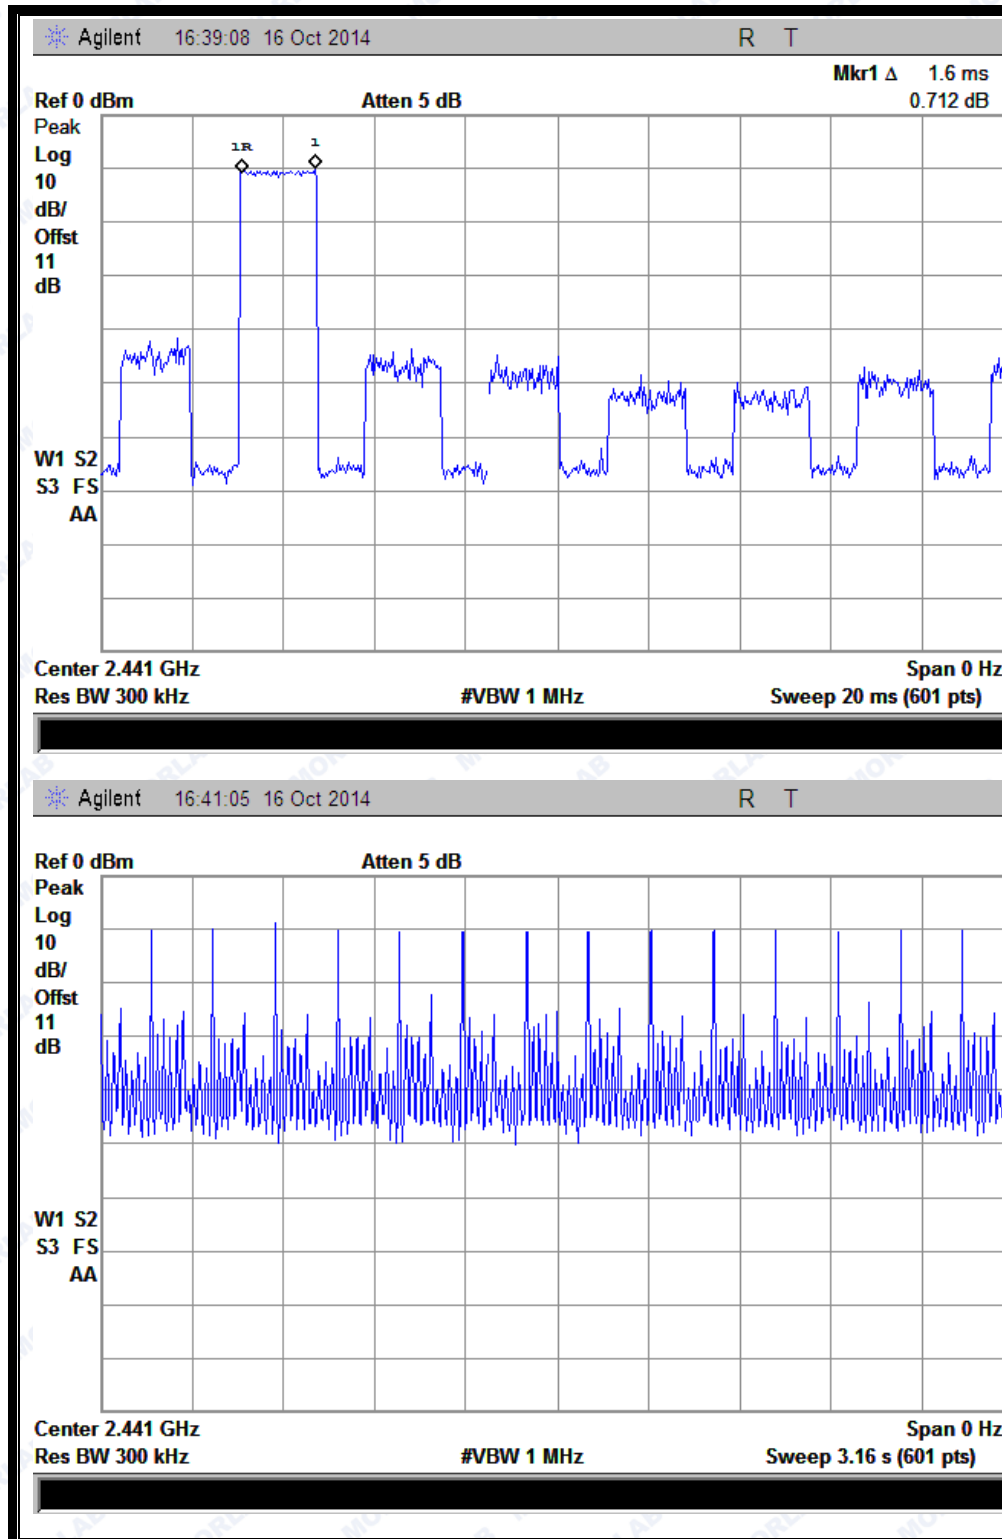 Agilent 16:39:08 16 Oct 2014 R T
Mkr1 Δ 1.6 ms
Ref 0 dBm Atten 5 dB 0.712 dB
Peak
Log
10
dB/
Offst
11
dB
1R 1
W1 S2
S3 FS
AA
Center 2.441 GHz Span 0 Hz
Res BW 300 kHz #VBW 1 MHz Sweep 20 ms (601 pts)
Agilent 16:41:05 16 Oct 2014 R T
Ref 0 dBm Atten 5 dB
Peak
Log
10
dB/
Offst
11
dB
W1 S2
S3 FS
AA
Center 2.441 GHz Span 0 Hz
Res BW 300 kHz #VBW 1 MHz Sweep 3.16 s (601 pts)